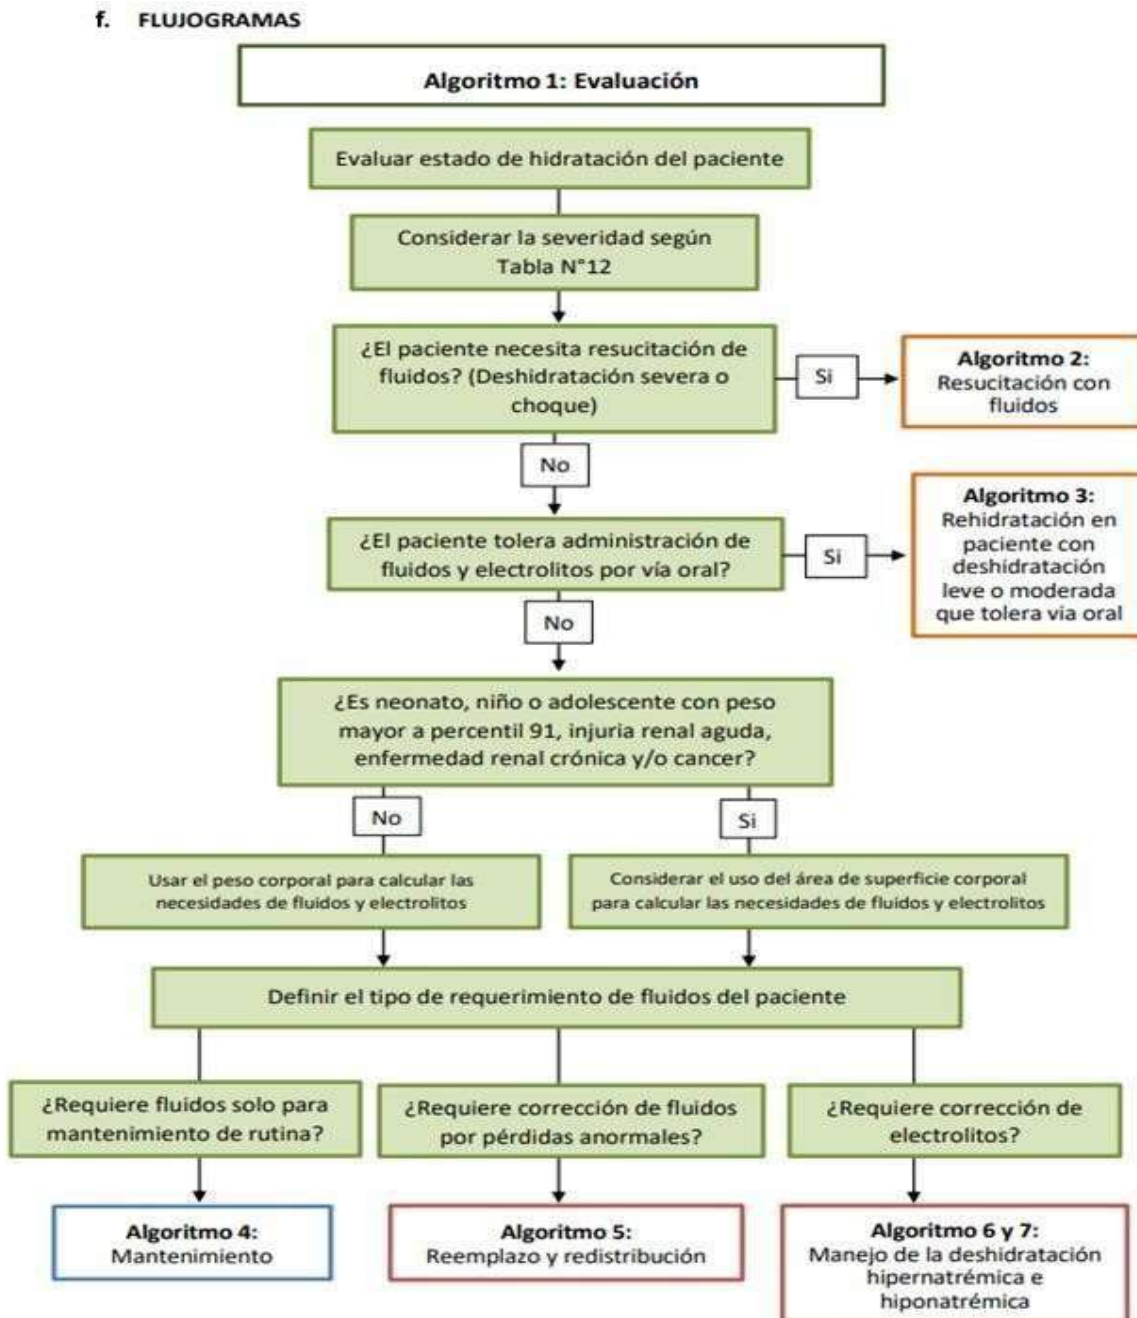 f. FLUJOGRAMAS
Algoritmo 1: Evaluación
Evaluar estado de hidratación del paciente
Considerar la severidad según
Tabla N°12
¿El paciente necesita resucitación de
fluidos? (Deshidratación severa o
choque)
Si
Algoritmo 2:
Resucitación con
fluidos
No
¿El paciente tolera administración de
fluidos y electrolitos por vía oral?
Si
Algoritmo 3:
Rehidratación en
paciente con
deshidratación
leve o moderada
que tolera via oral
No
¿Es neonato, niño o adolescente con peso
mayor a percentil 91, injuria renal aguda,
enfermedad renal crónica y/o cancer?
No
Si
Usar el peso corporal para calcular las
necesidades de fluidos y electrolitos
Considerar el uso del área de superficie corporal
para calcular las necesidades de fluidos y electrolitos
Definir el tipo de requerimiento de fluidos del paciente
¿Requiere fluidos solo para
mantenimiento de rutina?
¿Requiere corrección de fluidos
por pérdidas anormales?
¿Requiere corrección de
electrolitos?
Algoritmo 4:
Mantenimiento
Algoritmo 5:
Reemplazo y redistribución
Algoritmo 6 y 7:
Manejo de la deshidratación
hipernatrémica e
hiponatrémica